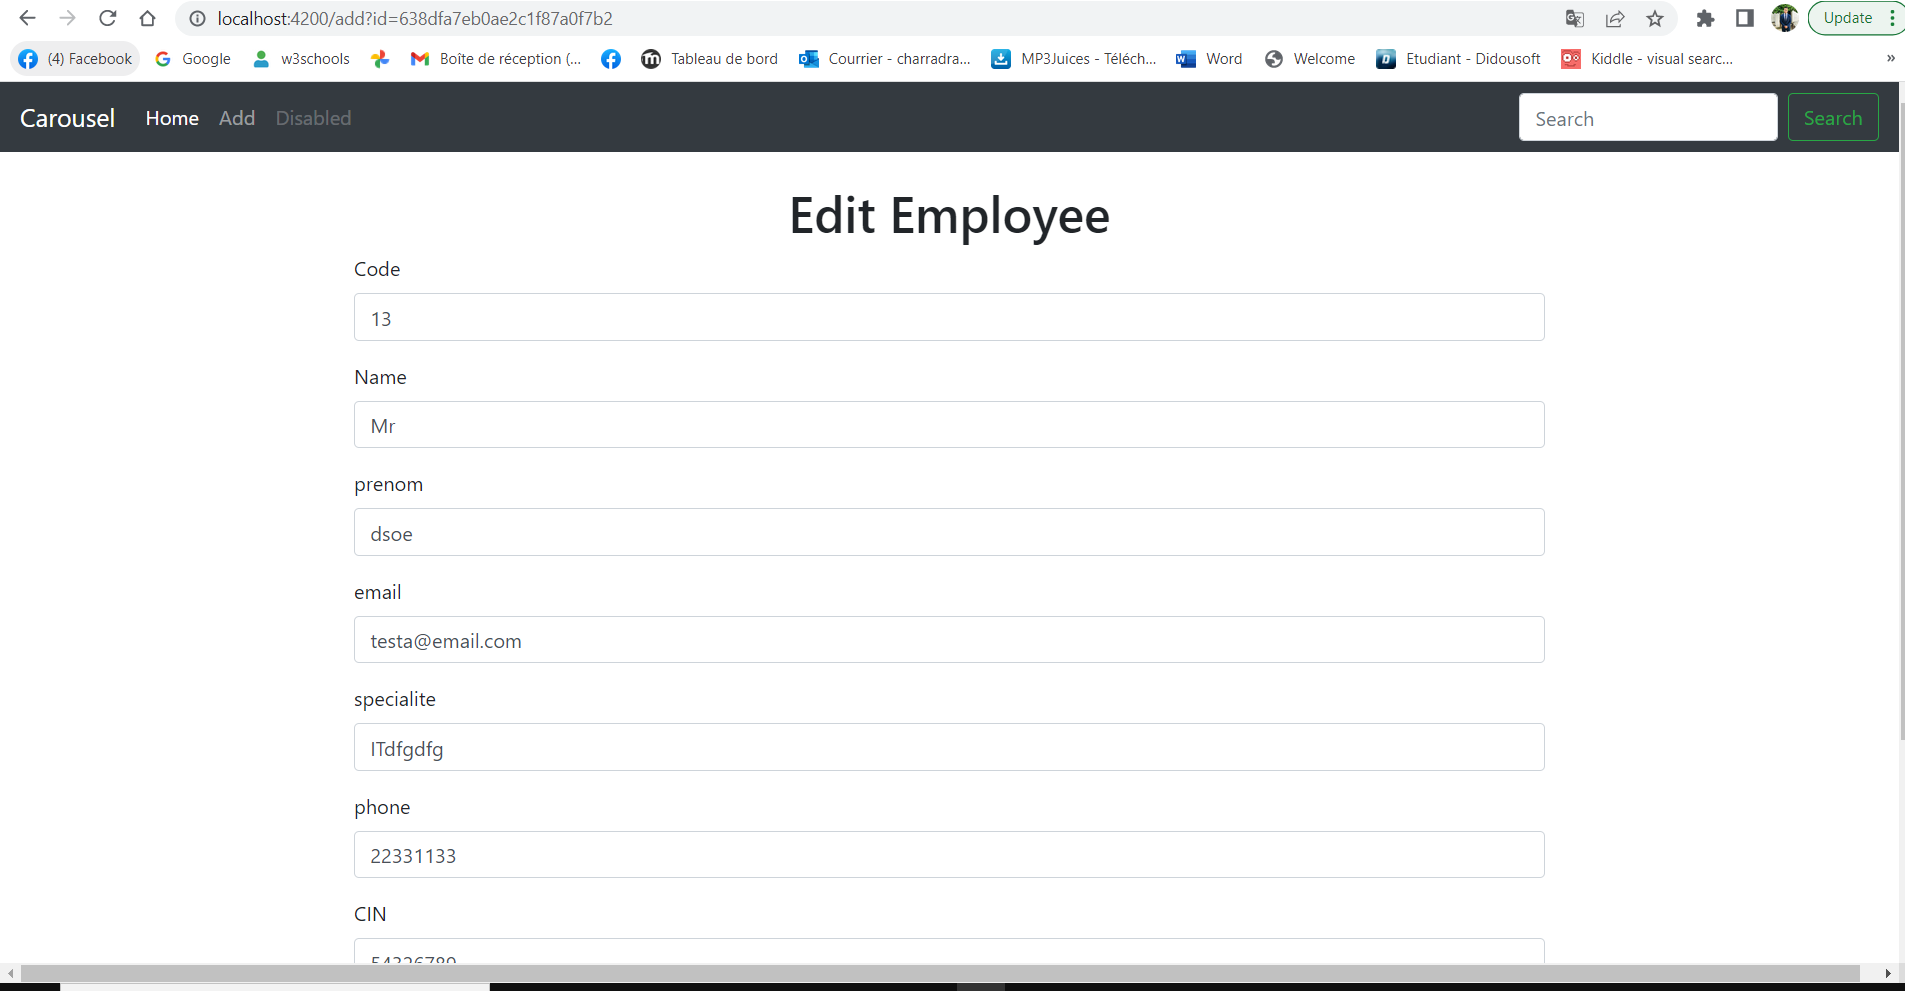 localhost:4200/add?id=638dfa7eb0ae2c1f87a0f7b2
Update
(4) Facebook Google w3schools Boîte de réception (... Tableau de bord Courrier - charradra... MP3Juices - Téléch... Word Welcome Etudiant - Didousoft Kiddle - visual searc... »
Carousel Home Add Disabled Search Search
Edit Employee
Code
13
Name
Mr
prenom
dsoe
email
testa@email.com
specialite
ITdfgdfg
phone
22331133
CIN
54326789